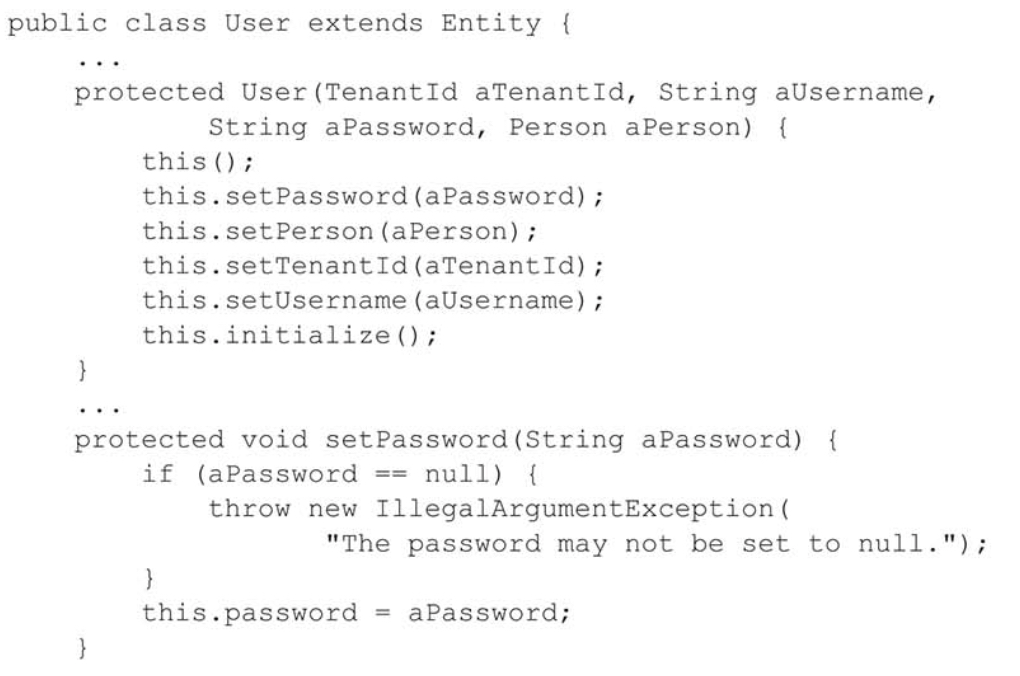 public class User extends Entity {
    ...
    protected User(TenantId aTenantId, String aUsername,
            String aPassword, Person aPerson) {
        this();
        this.setPassword(aPassword);
        this.setPerson(aPerson);
        this.setTenantId(aTenantId);
        this.setUsername(aUsername);
        this.initialize();
    }
    ...
    protected void setPassword(String aPassword) {
        if (aPassword == null) {
            throw new IllegalArgumentException(
                    "The password may not be set to null.");
        }
        this.password = aPassword;
    }